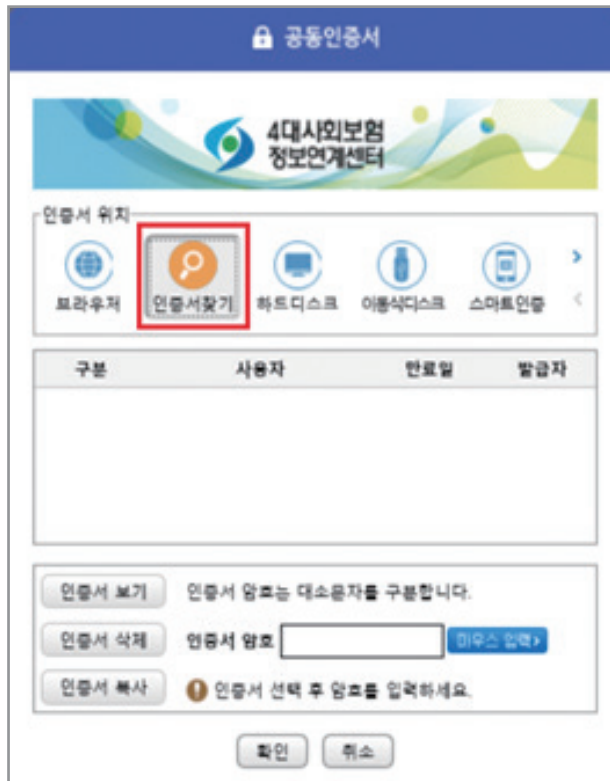 공동인증서
4대사회보험
정보연계센터
인증서 위치
브라우저 인증서찾기 하드디스크 이동식디스크 스마트인증
구분 사용자 만료일 발급자
인증서 보기 인증서 암호는 대소문자를 구분합니다.
인증서 삭제 인증서 암호 마우스 입력
인증서 복사 인증서 선택 후 암호를 입력하세요.
확인 취소